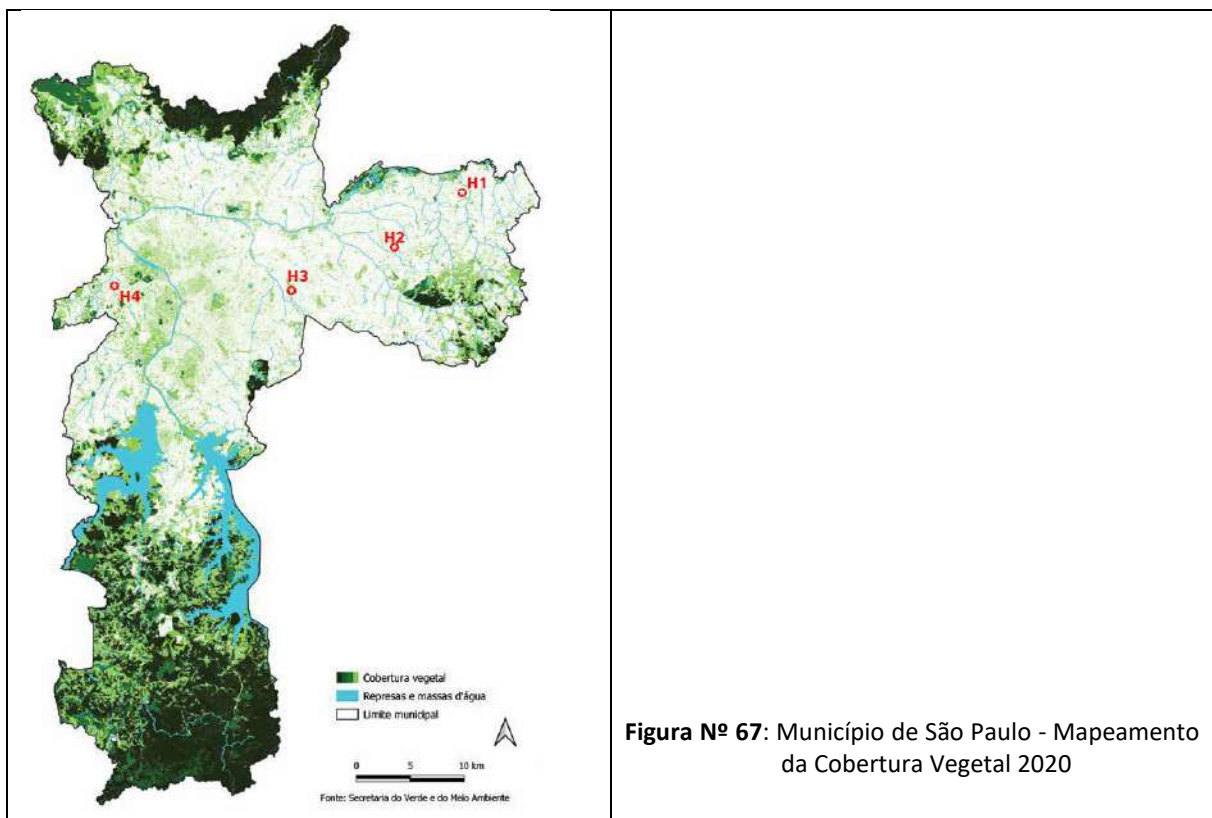 H1
H2
H3
H4
Cobertura vegetal
Represas e massas d'água
Limite municipal
0 5 10 km
Fonte: Secretaria do Verde e do Meio Ambiente
Figura Nº 67: Município de São Paulo - Mapeamento
da Cobertura Vegetal 2020